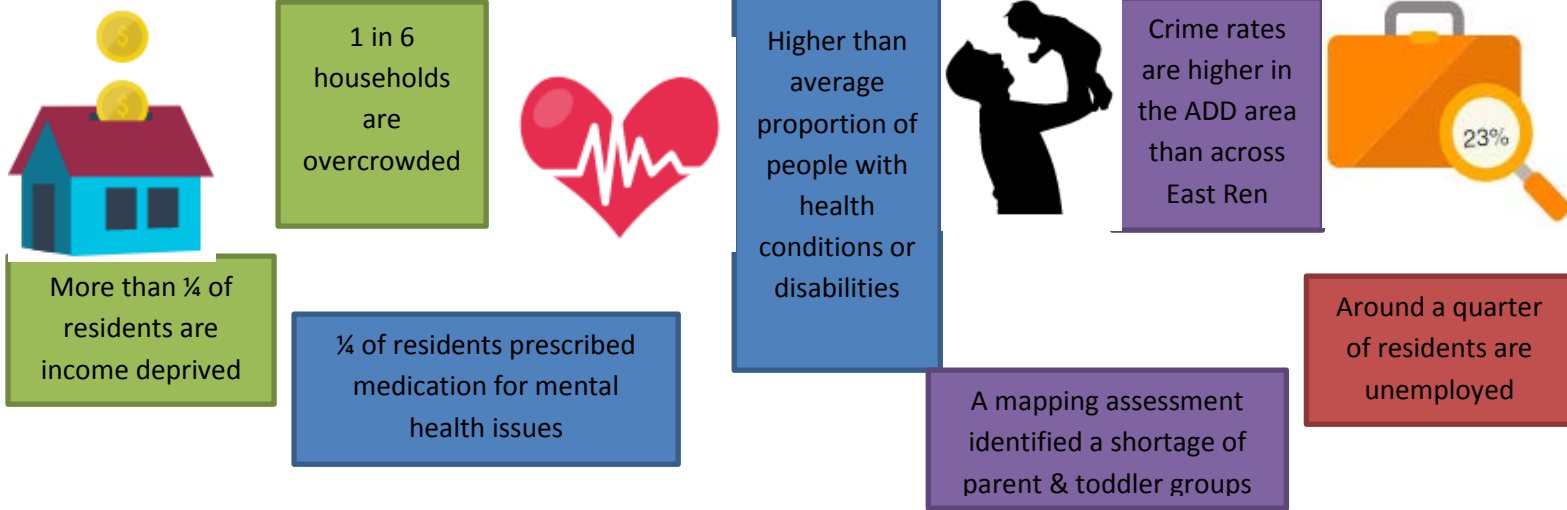 1 in 6
households
are
overcrowded
More than ¼ of
residents are
income deprived
¼ of residents prescribed
medication for mental
health issues
Higher than
average
proportion of
people with
health
conditions or
disabilities
Crime rates
are higher in
the ADD area
than across
East Ren
A mapping assessment
identified a shortage of
parent & toddler groups
23%
Around a quarter
of residents are
unemployed
$
$